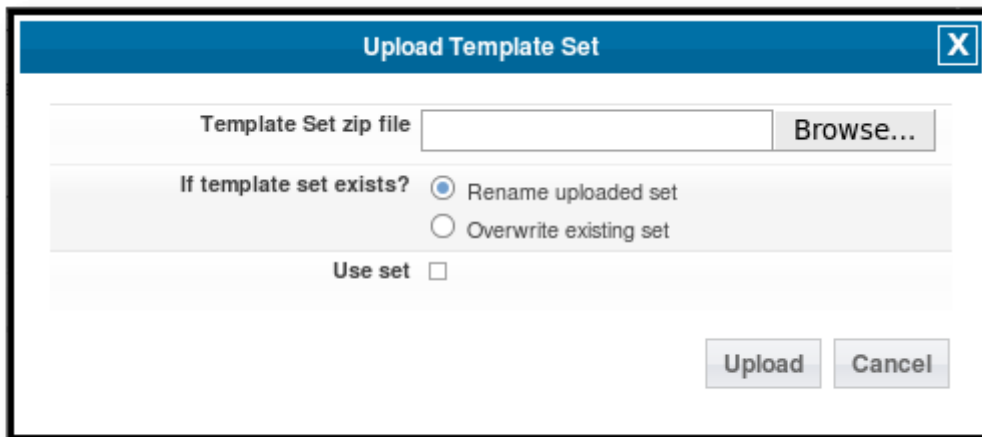 Upload Template Set X
Template Set zip file Browse...
If template set exists? Rename uploaded set
Overwrite existing set
Use set
Upload Cancel